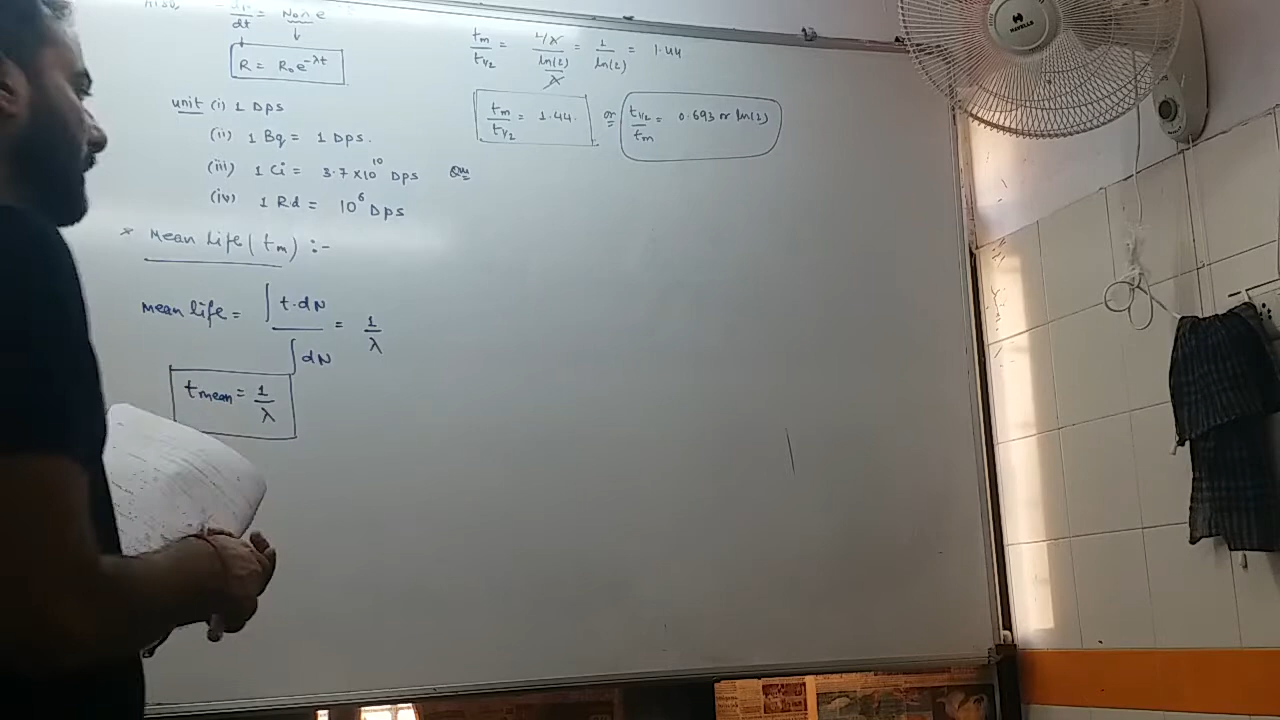 dt = None
R = R₀e^-λt
unit (i) 1 Dps
(ii) 1 Bq = 1 Dps.
(iii) 1 Ci = 3.7 × 10^10 Dps
(iv) 1 Rd = 10^6 Dps
* Mean Life (tm) :-
mean life = ∫ t.dN / ∫ dN = 1/λ
tmean = 1/λ
tm/t1/2 = 1/λ / ln(2)/λ = 1/ln(2) = 1.44
tm/t1/2 = 1.44. or t1/2/tm = 0.693 or ln(2)
HAVELLS